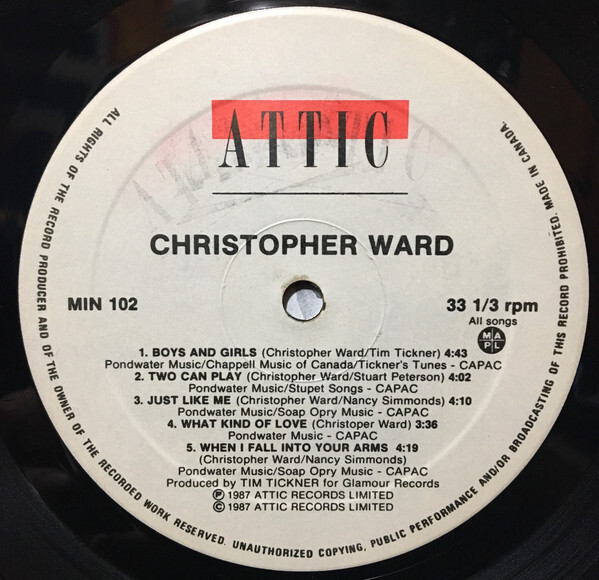 ATTIC
CHRISTOPHER WARD
MIN 102
33 1/3 rpm
All songs
MAPL
1. BOYS AND GIRLS (Christopher Ward/Tim Tickner) 4:43
Pondwater Music/Chappell Music of Canada/Tickner's Tunes - CAPAC
2. TWO CAN PLAY (Christopher Ward/Stuart Peterson) 4:02
Pondwater Music/Stupet Songs - CAPAC
3. JUST LIKE ME (Christopher Ward/Nancy Simmonds) 4:10
Pondwater Music/Soap Opry Music - CAPAC
4. WHAT KIND OF LOVE (Christoper Ward) 3:36
Pondwater Music - CAPAC
5. WHEN I FALL INTO YOUR ARMS 4:19
(Christopher Ward/Nancy Simmonds)
Pondwater Music/Soap Opry Music - CAPAC
Produced by TIM TICKNER for Glamour Records
Ⓟ 1987 ATTIC RECORDS LIMITED
© 1987 ATTIC RECORDS LIMITED
ALL RIGHTS OF THE RECORD PRODUCER AND OF THE OWNER OF THE RECORDED WORK RESERVED. UNAUTHORIZED COPYING, PUBLIC PERFORMANCE AND/OR BROADCASTING OF THIS RECORD PROHIBITED. MADE IN CANADA.